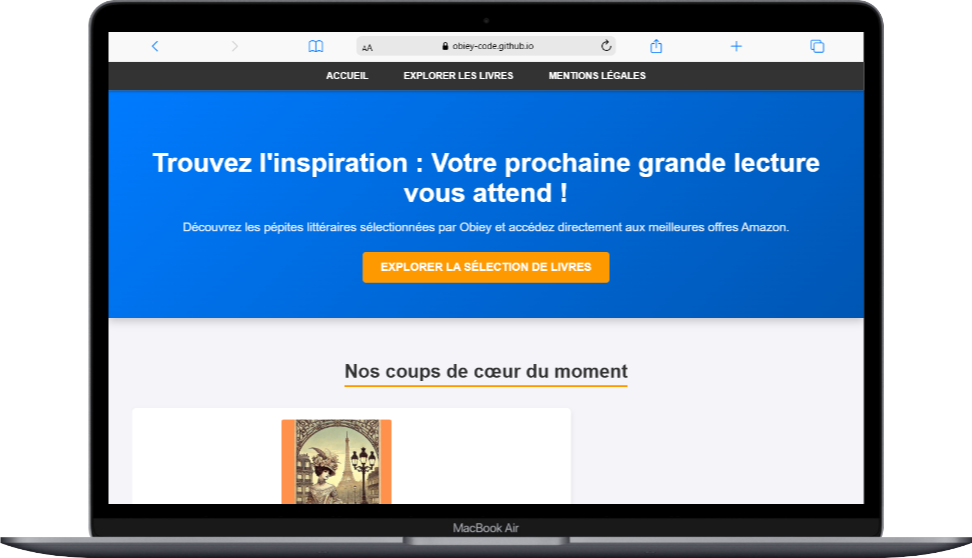 AA
obiey-code.github.io
ACCUEIL
EXPLORER LES LIVRES
MENTIONS LÉGALES
Trouvez l'inspiration : Votre prochaine grande lecture
vous attend !
Découvrez les pépites littéraires sélectionnées par Obiey et accédez directement aux meilleures offres Amazon.
EXPLORER LA SÉLECTION DE LIVRES
Nos coups de cœur du moment
MacBook Air